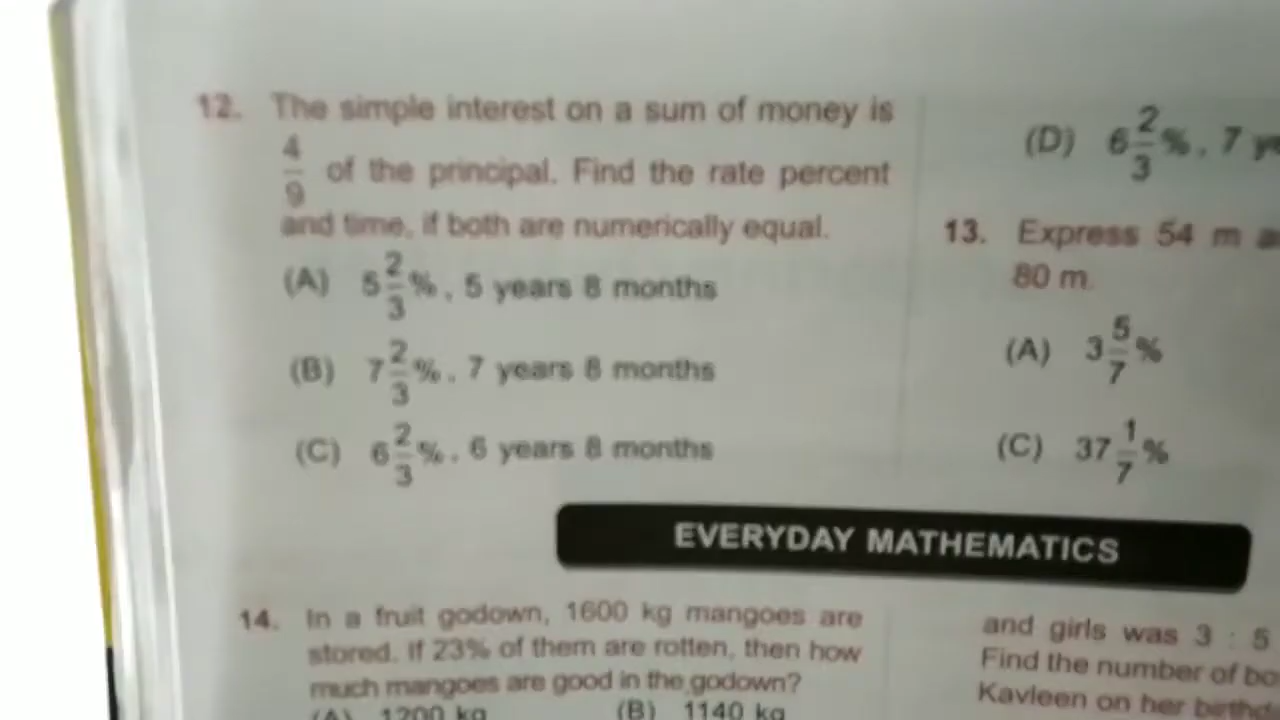 12. The simple interest on a sum of money is
4/9 of the principal. Find the rate percent
and time, if both are numerically equal.
(A) 5 2/3 %, 5 years 8 months
(B) 7 2/3 %, 7 years 8 months
(C) 6 2/3 %, 6 years 8 months
(D) 6 2/3 %, 7
13. Express 54 m
80 m.
(A) 3 5/7 %
(C) 37 1/7 %
EVERYDAY MATHEMATICS
14. In a fruit godown, 1600 kg mangoes are
stored. If 23% of them are rotten, then how
much mangoes are good in the godown?
(A) 1200 kg (B) 1140 kg
and girls was 3 : 5
Find the number of
Kavleen on her